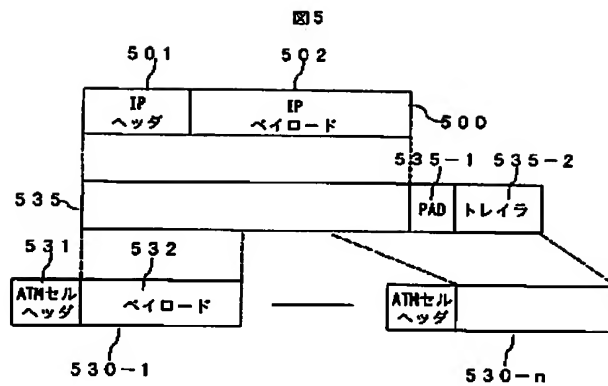 図5
501 502
IP
ヘッダ
IP
ペイロード
500
535-1 535-2
535
PAD トレイラ
531 532
ATMセル
ヘッダ
ペイロード
ATMセル
ヘッダ
530-1 530-n